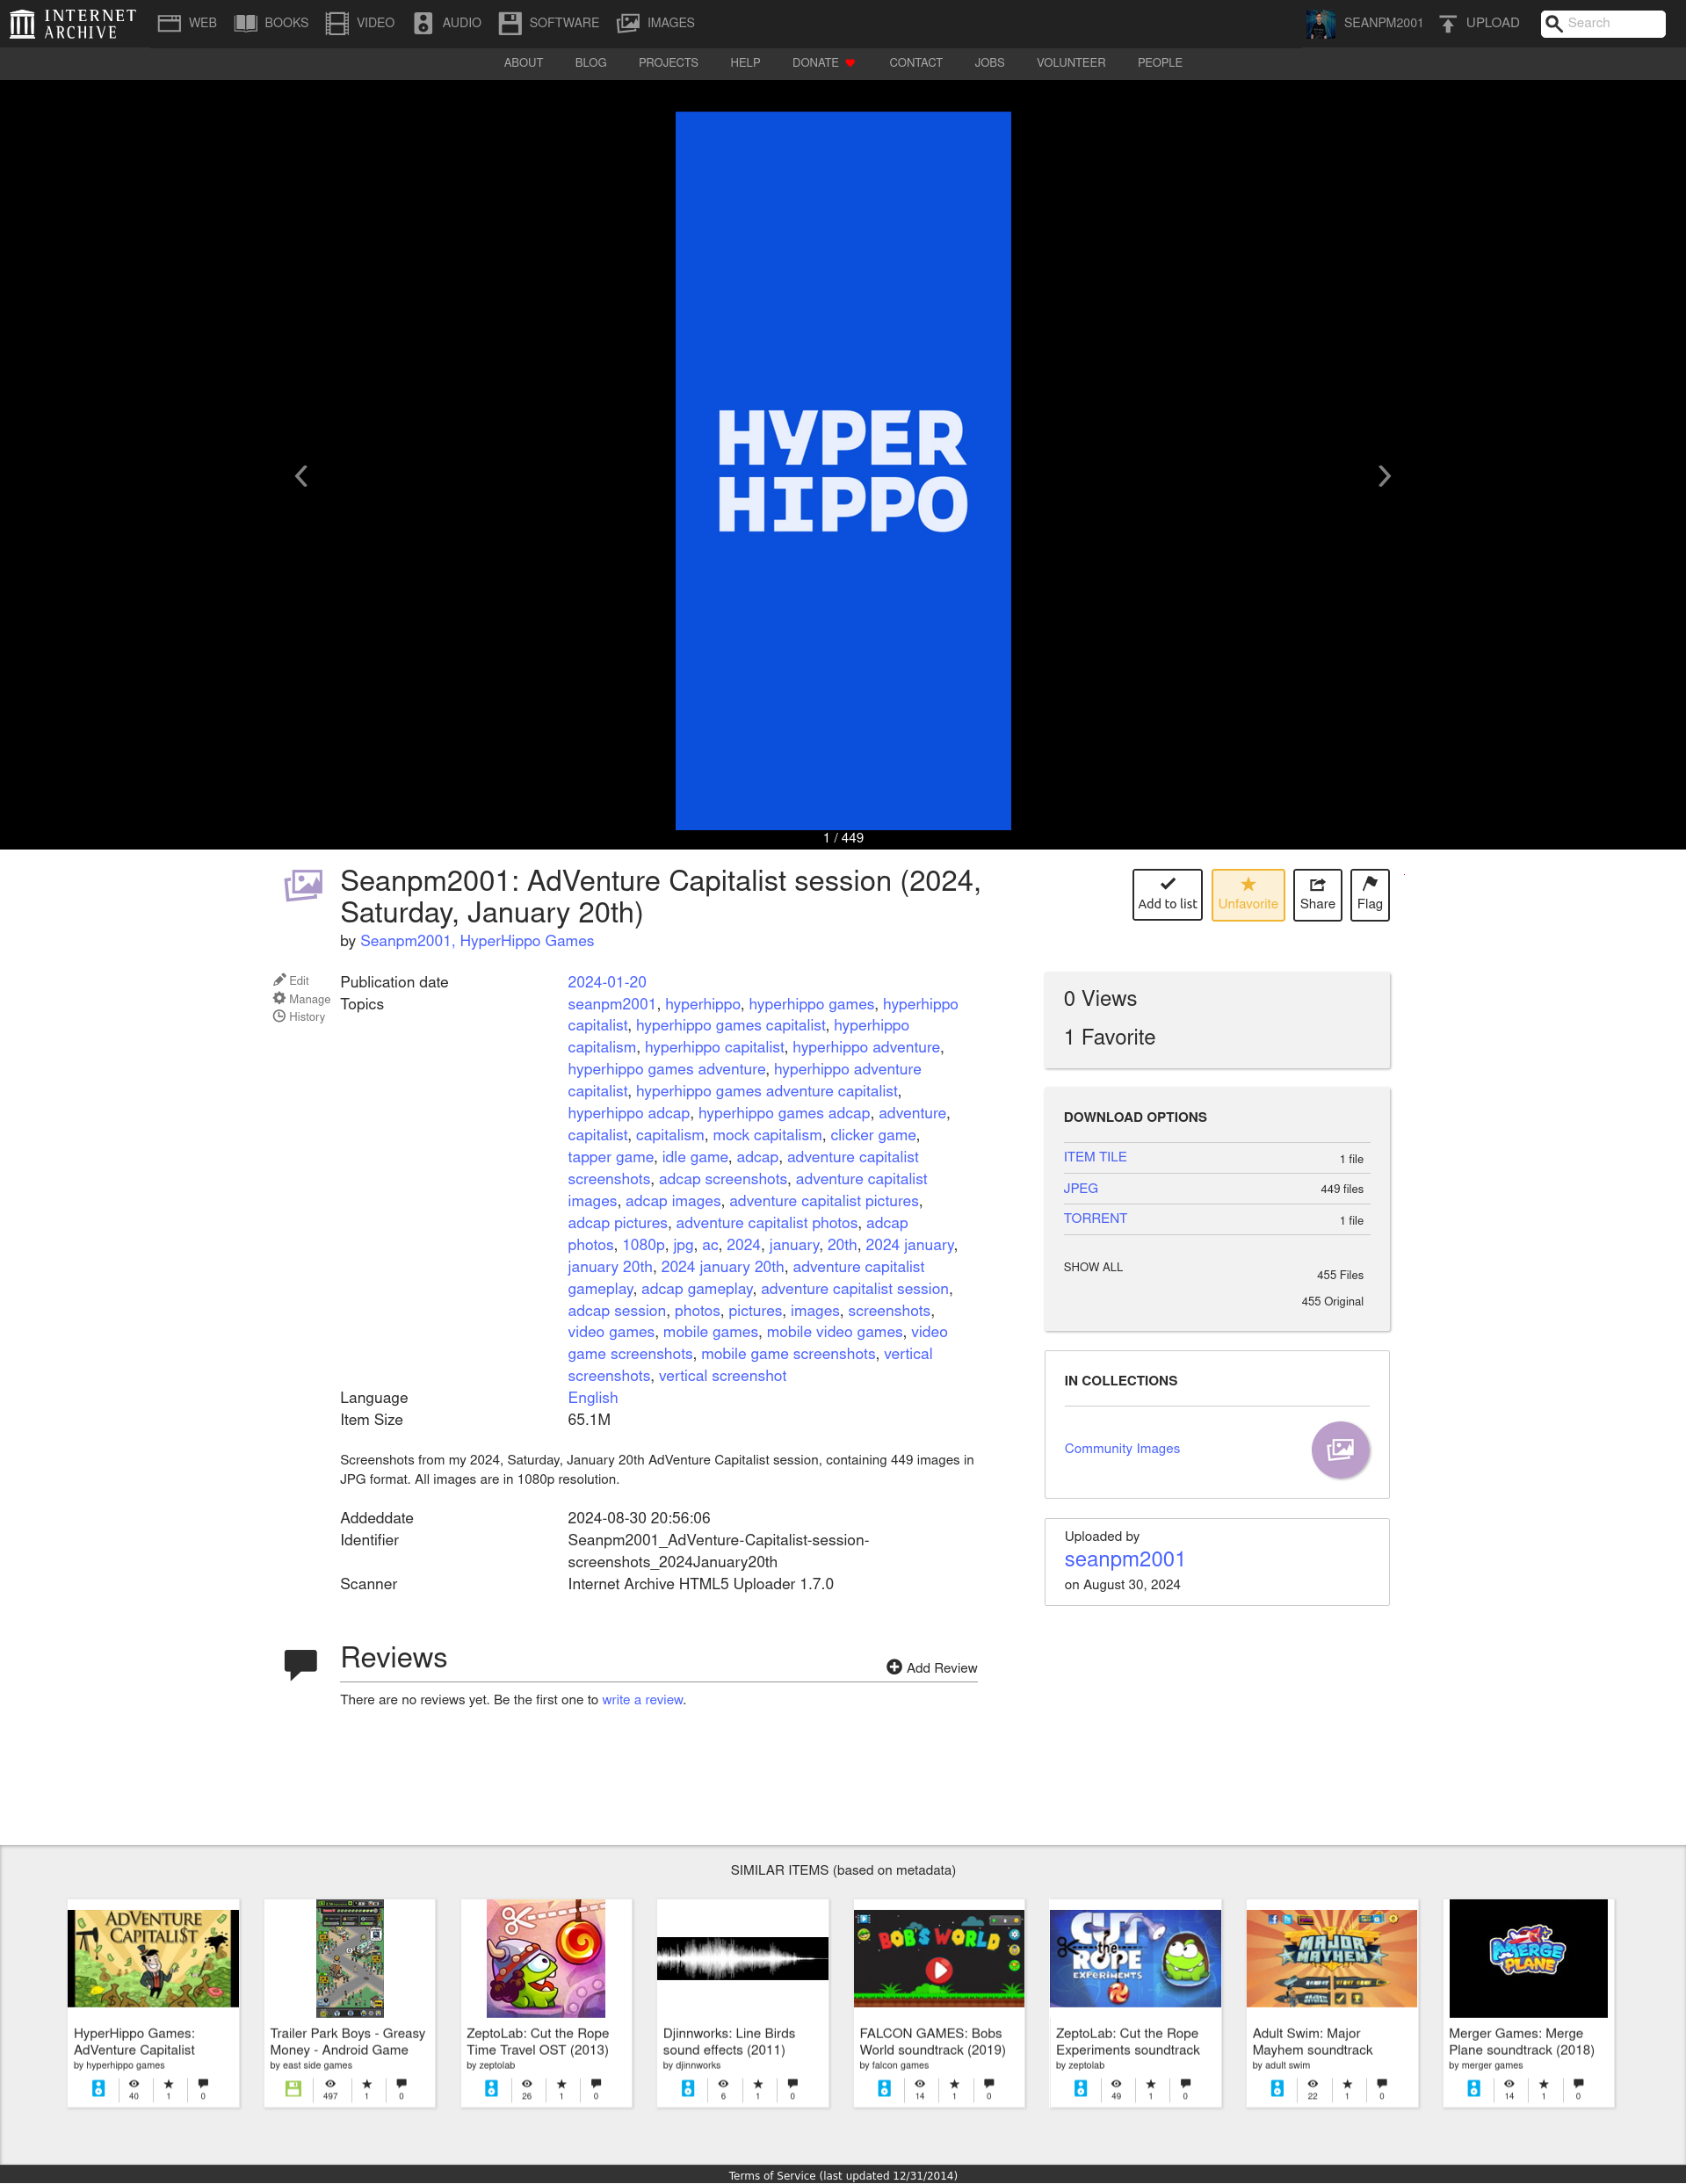 INTERNET
ARCHIVE
WEB BOOKS VIDEO AUDIO SOFTWARE IMAGES SEANPM2001 UPLOAD Search
ABOUT BLOG PROJECTS HELP DONATE CONTACT JOBS VOLUNTEER PEOPLE
HYPER
HIPPO
1 / 449
Seanpm2001: AdVenture Capitalist session (2024,
Saturday, January 20th)
by Seanpm2001, HyperHippo Games
Add to list Unfavorite Share Flag
Edit
Manage
History
Publication date 2024-01-20
Topics seanpm2001, hyperhippo, hyperhippo games, hyperhippo
capitalist, hyperhippo games capitalist, hyperhippo
capitalism, hyperhippo capitalist, hyperhippo adventure,
hyperhippo games adventure, hyperhippo adventure
capitalist, hyperhippo games adventure capitalist,
hyperhippo adcap, hyperhippo games adcap, adventure,
capitalist, capitalism, mock capitalism, clicker game,
tapper game, idle game, adcap, adventure capitalist
screenshots, adcap screenshots, adventure capitalist
images, adcap images, adventure capitalist pictures,
adcap pictures, adventure capitalist photos, adcap
photos, 1080p, jpg, ac, 2024, january, 20th, 2024 january,
january 20th, 2024 january 20th, adventure capitalist
gameplay, adcap gameplay, adventure capitalist session,
adcap session, photos, pictures, images, screenshots,
video games, mobile games, mobile video games, video
game screenshots, mobile game screenshots, vertical
screenshots, vertical screenshot
Language English
Item Size 65.1M
Screenshots from my 2024, Saturday, January 20th AdVenture Capitalist session, containing 449 images in
JPG format. All images are in 1080p resolution.
Addeddate 2024-08-30 20:56:06
Identifier Seanpm2001_AdVenture-Capitalist-session-
screenshots_2024January20th
Scanner Internet Archive HTML5 Uploader 1.7.0
0 Views
1 Favorite
DOWNLOAD OPTIONS
ITEM TILE 1 file
JPEG 449 files
TORRENT 1 file
SHOW ALL 455 Files
455 Original
IN COLLECTIONS
Community Images
Uploaded by
seanpm2001
on August 30, 2024
Reviews
Add Review
There are no reviews yet. Be the first one to write a review.
SIMILAR ITEMS (based on metadata)
ADVENTURE
CAPITALI$T
HyperHippo Games:
AdVenture Capitalist
by hyperhippo games
40 1 0
Trailer Park Boys - Greasy
Money - Android Game
by east side games
497 1 0
ZeptoLab: Cut the Rope
Time Travel OST (2013)
by zeptolab
26 1 0
Djinnworks: Line Birds
sound effects (2011)
by djinnworks
6 1 0
BOB'S WORLD
FALCON GAMES: Bobs
World soundtrack (2019)
by falcon games
14 1 0
CUT
the
ROPE
EXPERIMENTS
ZeptoLab: Cut the Rope
Experiments soundtrack
by zeptolab
49 1 0
MAJOR
MAYHEM
Adult Swim: Major
Mayhem soundtrack
by adult swim
22 1 0
MERGE
PLANE
Merger Games: Merge
Plane soundtrack (2018)
by merger games
14 1 0
Terms of Service (last updated 12/31/2014)